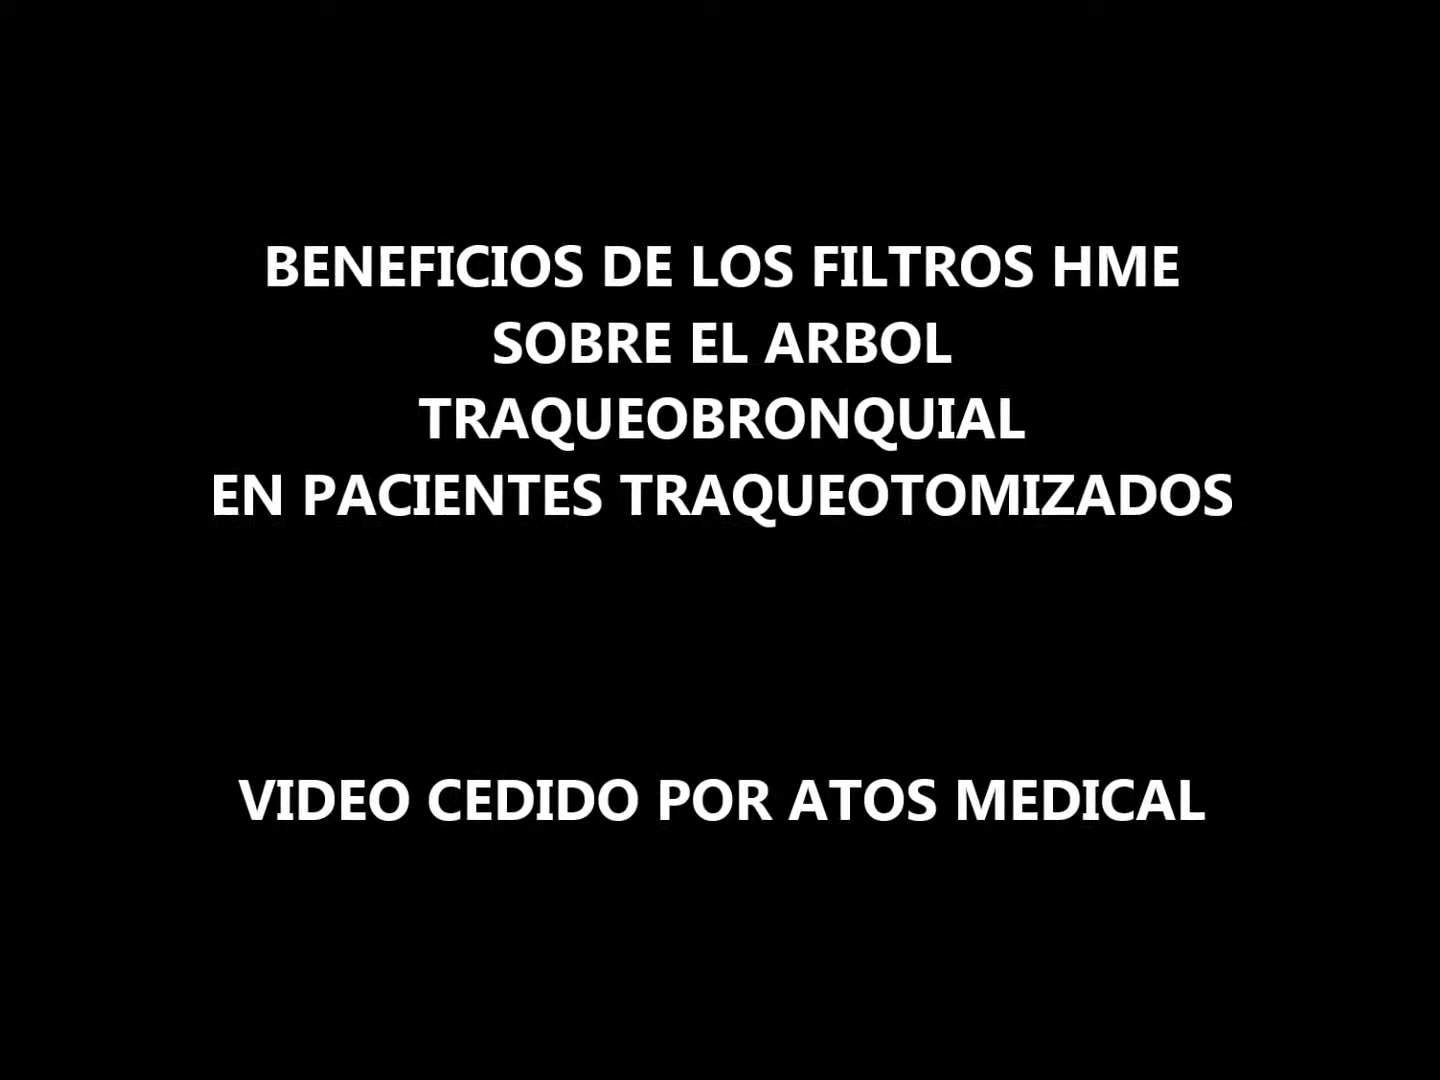 BENEFICIOS DE LOS FILTROS HME
SOBRE EL ARBOL
TRAQUEOBRONQUIAL
EN PACIENTES TRAQUEOTOMIZADOS
VIDEO CEDIDO POR ATOS MEDICAL